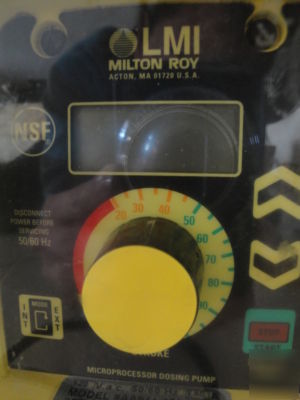 LMI
MILTON ROY
ACTON, MA 01720 U.S.A.
NSF
DISCONNECT
POWER BEFORE
SERVICING
50/60 Hz
20
30
40
50
60
70
80
90
INT
MODE
EXT
STOP
START
MICROPROCESSOR DOSING PUMP
MODEL